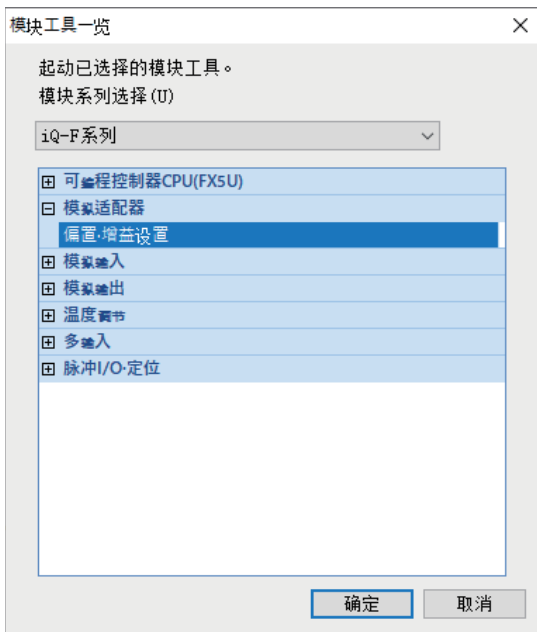 模块工具一览
起动已选择的模块工具。
模块系列选择(U)
iQ-F系列
可编程控制器CPU(FX5U)
模拟适配器
偏置·增益设置
模拟输入
模拟输出
温度调节
多输入
脉冲I/O·定位
确定
取消